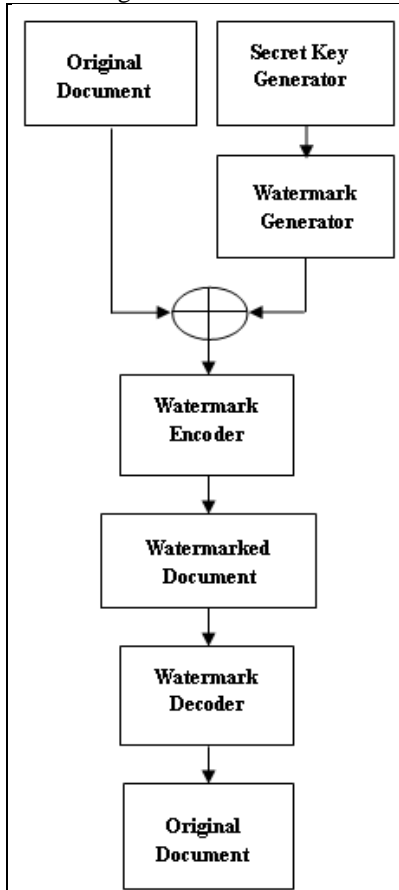 Original
Document
Secret Key
Generator
Watermark
Generator
Watermark
Encoder
Watermarked
Document
Watermark
Decoder
Original
Document